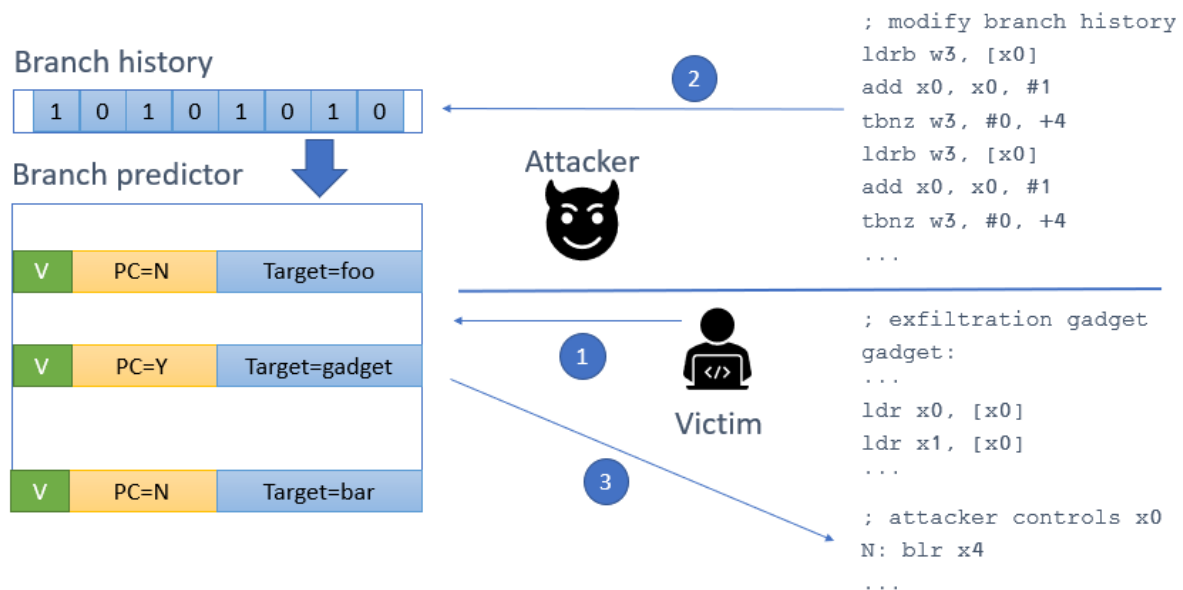 Branch history
1 0 1 0 1 0 1 0
Branch predictor
V PC=N Target=foo
V PC=Y Target=gadget
V PC=N Target=bar
2
Attacker
1
</>
Victim
3
; modify branch history
ldrb w3, [x0]
add x0, x0, #1
tbnz w3, #0, +4
ldrb w3, [x0]
add x0, x0, #1
tbnz w3, #0, +4
...
; exfiltration gadget
gadget:
...
ldr x0, [x0]
ldr x1, [x0]
...
; attacker controls x0
N: blr x4
...